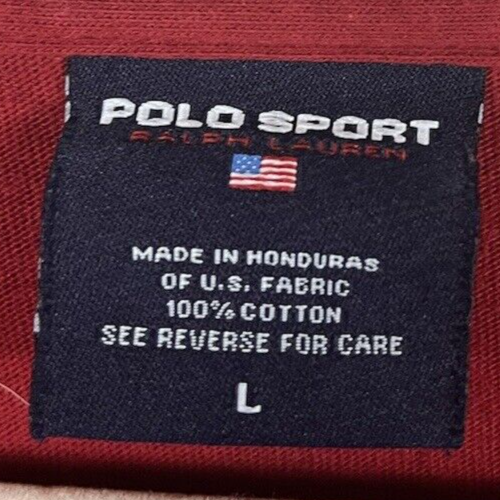 POLO SPORT
RALPH LAUREN
MADE IN HONDURAS
OF U.S. FABRIC
100% COTTON
SEE REVERSE FOR CARE
L